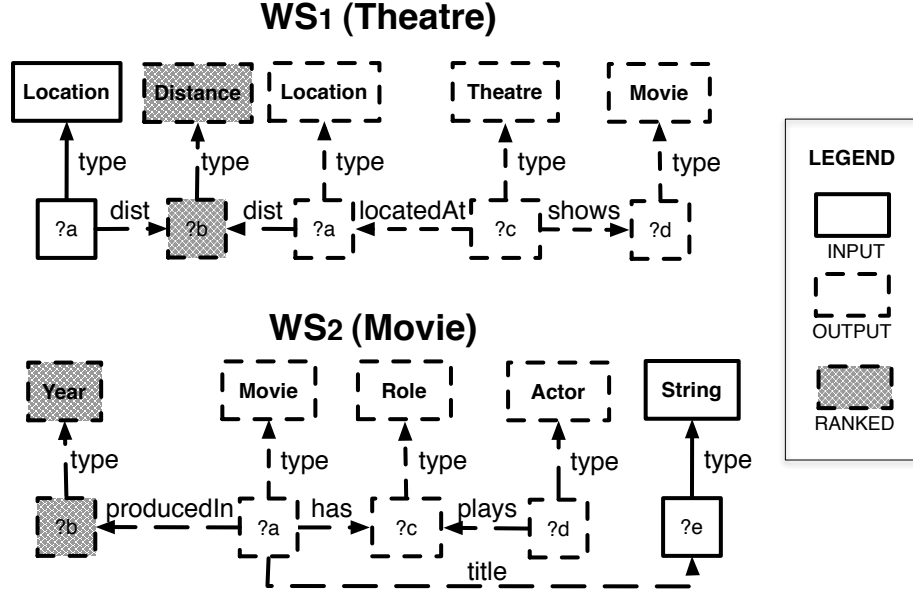 WS1 (Theatre)
Location Distance Location Theatre Movie
type type type type type
dist dist locatedAt shows
?a ?b ?a ?c ?d
WS2 (Movie)
Year Movie Role Actor String
type type type type type
producedIn has plays
?b ?a ?c ?d ?e
title
LEGEND
INPUT
OUTPUT
RANKED